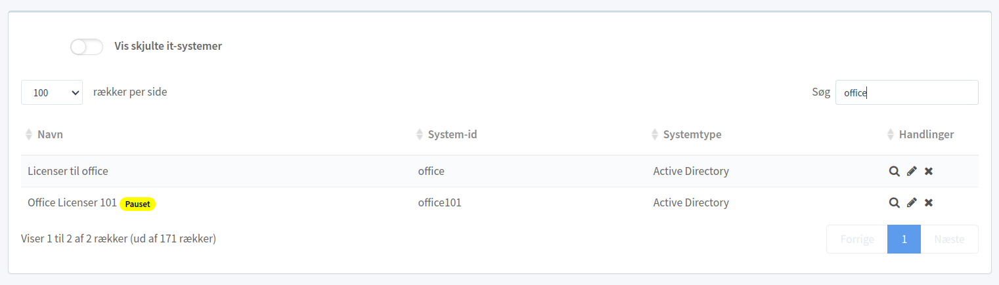 Vis skjulte it-systemer
100 rækker per side Søg office
Navn System-id Systemtype Handlinger
Licenser til office office Active Directory
Office Licenser 101 Pauset office101 Active Directory
Viser 1 til 2 af 2 rækker (ud af 171 rækker) Forrige 1 Næste